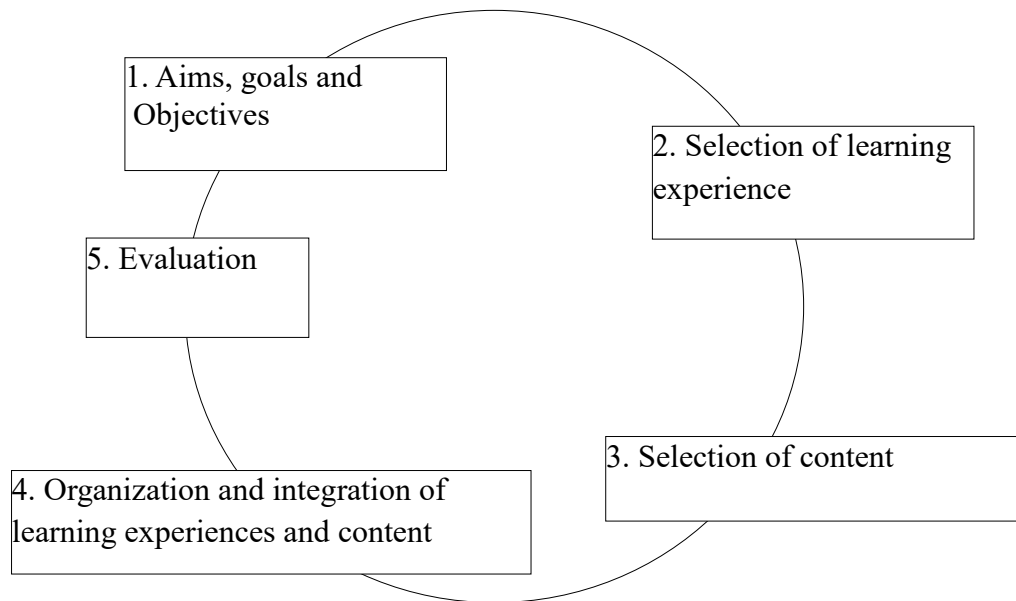 1. Aims, goals and
Objectives
2. Selection of learning
experience
3. Selection of content
4. Organization and integration of
learning experiences and content
5. Evaluation